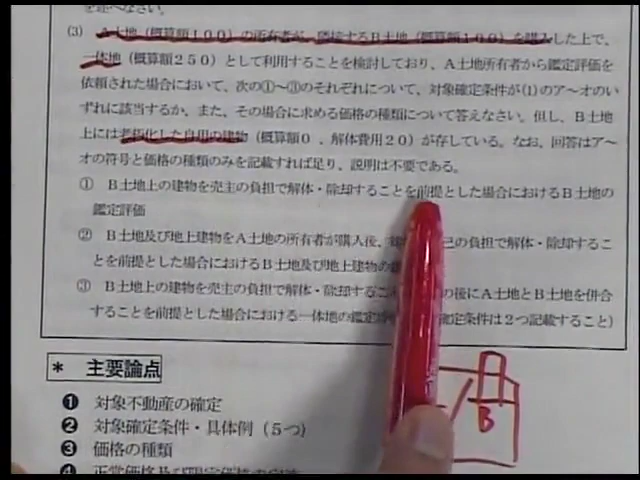 を述べなさい。
(3) A土地(概算額100)の所有者が、隣接するB土地(概算額100)を購入した上で、
一体地(概算額250)として利用することを検討しており、A土地所有者から鑑定評価を
依頼された場合において、次の①~③のそれぞれについて、対象確定条件が(1)のア~オのい
ずれに該当するか、また、その場合に求める価格の種類について答えなさい。但し、B土地
上には老朽化した自用の建物(概算額0、解体費用20)が存している。なお、回答はア~
オの符号と価格の種類のみを記載すれば足り、説明は不要である。
① B土地上の建物を売主の負担で解体・除却することを前提とした場合におけるB土地の
鑑定評価
② B土地及び地上建物をA土地の所有者が購入後、 己の負担で解体・除却するこ
とを前提とした場合におけるB土地及び地上建物の
③ B土地上の建物を売主の負担で解体・除却するこ の後にA土地とB土地を併合
することを前提とした場合における一体地の鑑定 確定条件は2つ記載すること)
* 主要論点
❶ 対象不動産の確定
❷ 対象確定条件・具体例(5つ)
❸ 価格の種類
❹ 正常価格及び限定価格の
B